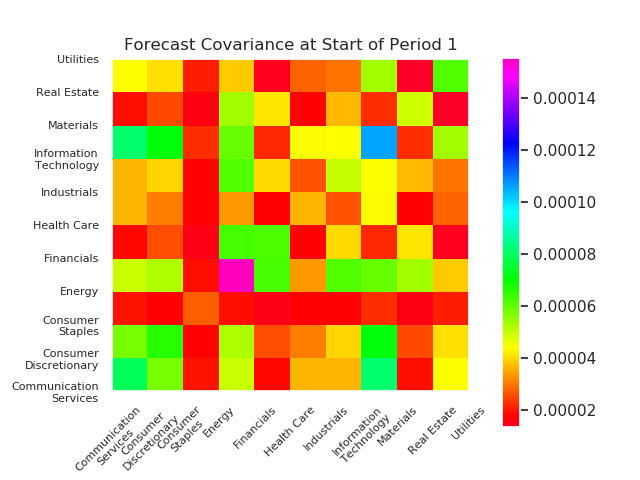 Forecast Covariance at Start of Period 1
Utilities
Real Estate
Materials
Information
Technology
Industrials
Health Care
Financials
Energy
Consumer
Staples
Consumer
Discretionary
Communication
Services
Communication
Services
Consumer
Discretionary
Consumer
Staples
Energy
Financials
Health Care
Industrials
Information
Technology
Materials
Real Estate
Utilities
0.00014
0.00012
0.00010
0.00008
0.00006
0.00004
0.00002